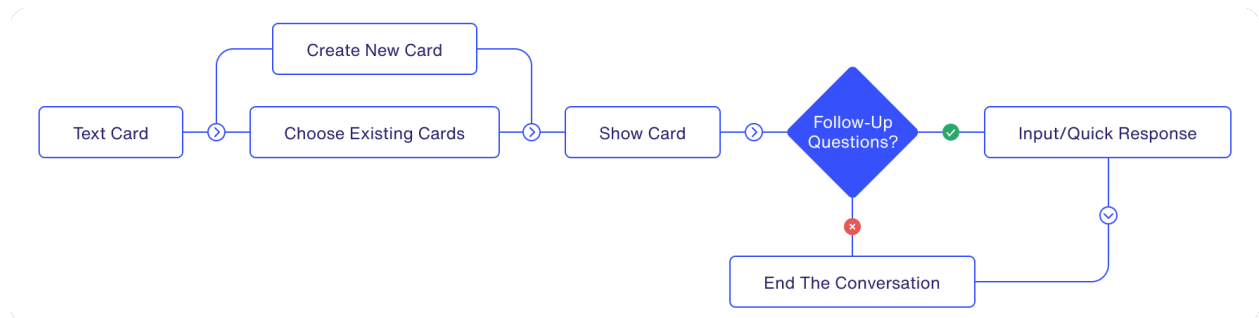 Create New Card
Text Card
Choose Existing Cards
Show Card
Follow-Up
Questions?
Input/Quick Response
End The Conversation